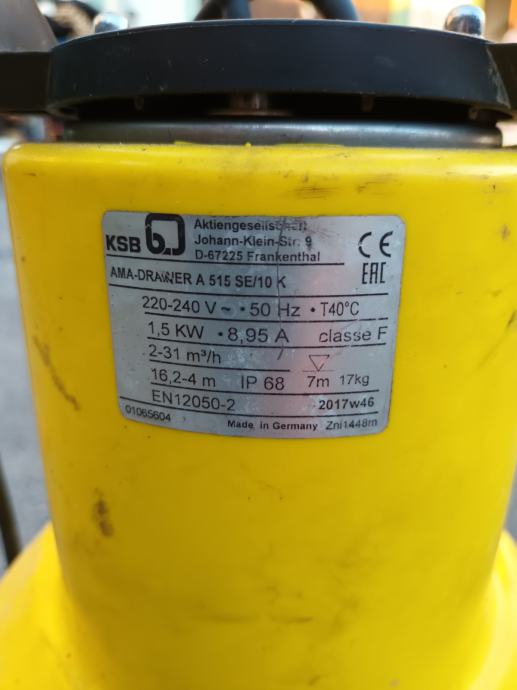 KSB
Aktiengesellschaft
Johann-Klein-Str. 9
D-67225 Frankenthal
CE
EAC
AMA-DRAINER A 515 SE/10 K
220-240 V ~ • 50 Hz • T40°C
1,5 KW • 8,95 A classe F
2-31 m³/h
16,2-4 m IP 68 7m 17kg
EN12050-2 2017w46
01065604 Made in Germany Zn1448m